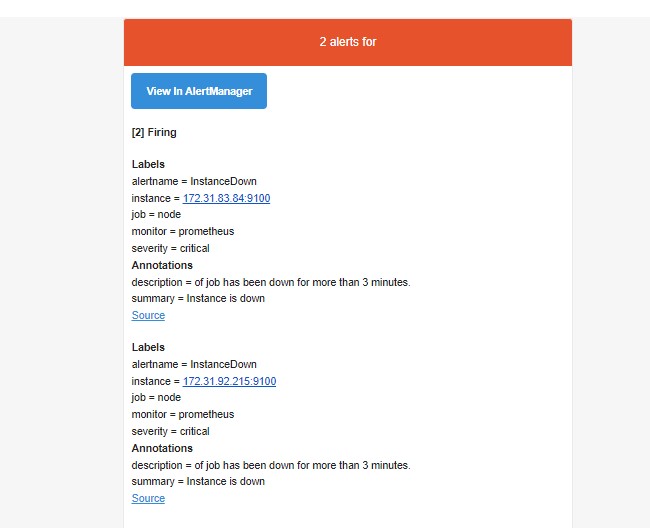 2 alerts for
View In AlertManager
[2] Firing
Labels
alertname = InstanceDown
instance = 172.31.83.84:9100
job = node
monitor = prometheus
severity = critical
Annotations
description = of job has been down for more than 3 minutes.
summary = Instance is down
Source
Labels
alertname = InstanceDown
instance = 172.31.92.215:9100
job = node
monitor = prometheus
severity = critical
Annotations
description = of job has been down for more than 3 minutes.
summary = Instance is down
Source